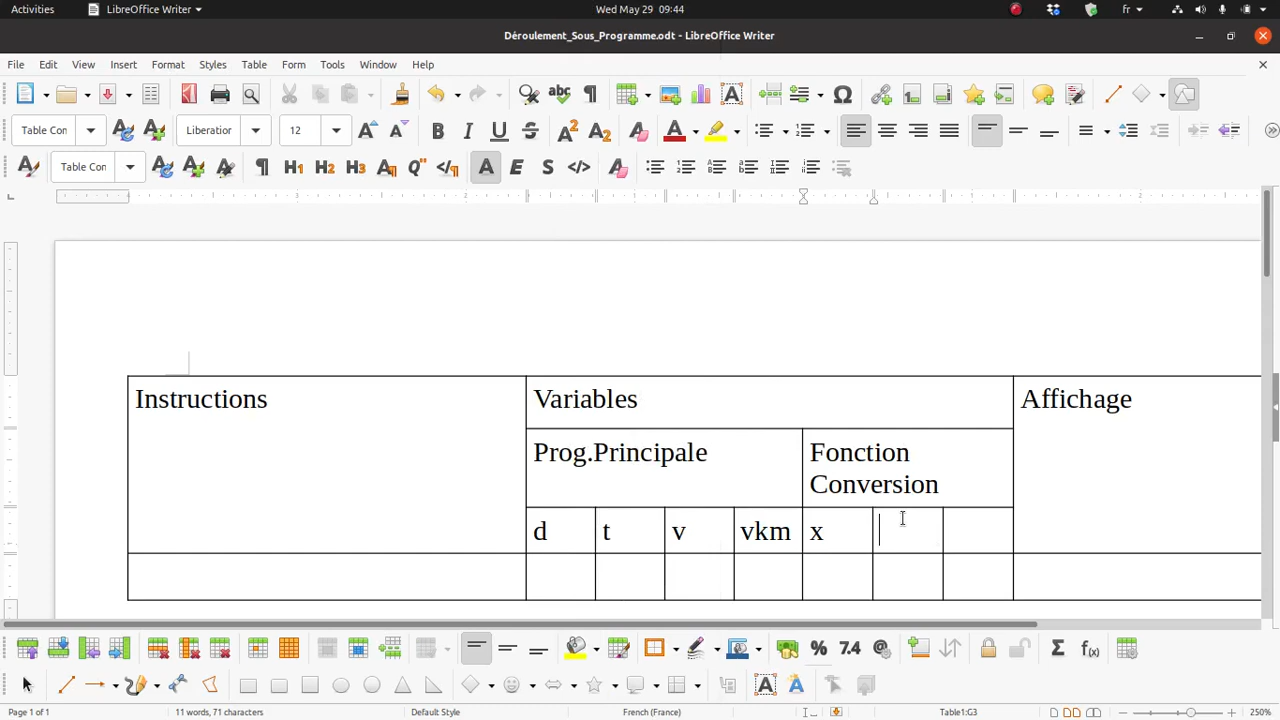 Activities LibreOffice Writer Wed May 29 09:44 fr
Déroulement_Sous_Programme.odt - LibreOffice Writer
File Edit View Insert Format Styles Table Form Tools Window Help
Table Con Liberation 12
Table Con
Instructions Variables Affichage
Prog.Principale Fonction
Conversion
d t v vkm x
Page 1 of 1 11 words, 71 characters Default Style French (France) Table1:G3 250%